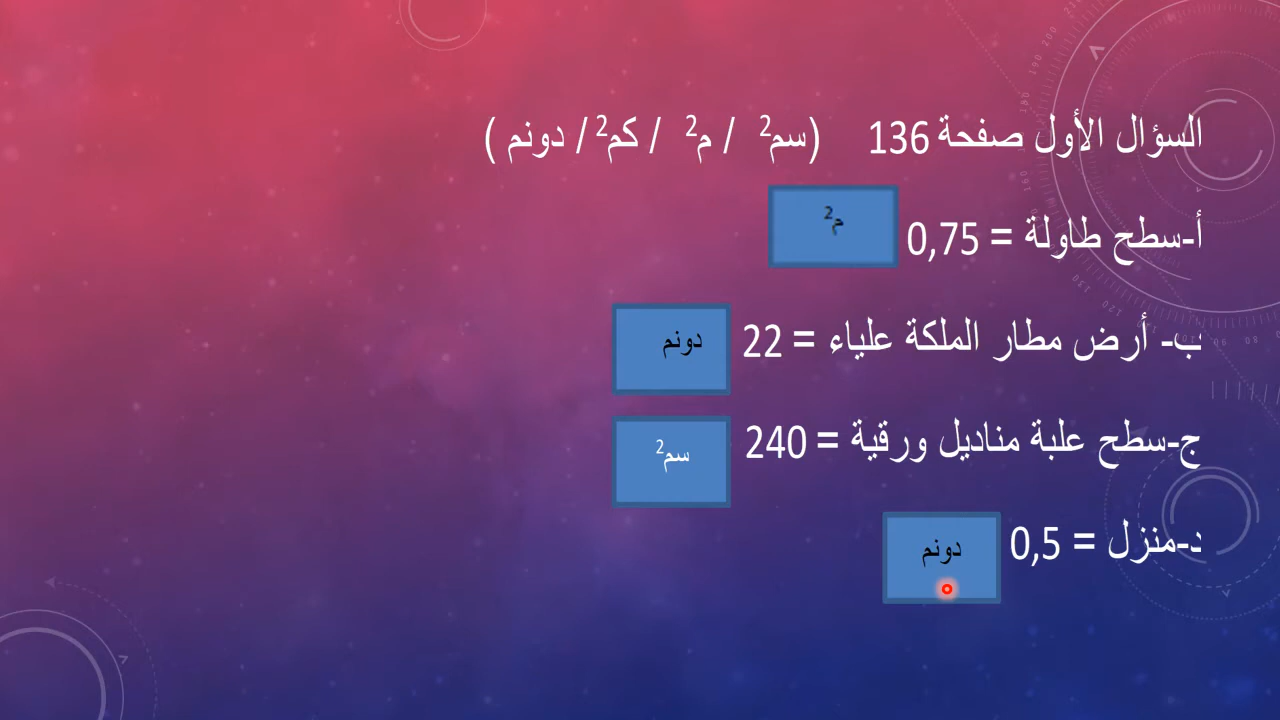 السؤال الأول صفحة 136 (سم² / م² / كم² / دونم )
أ-سطح طاولة = 0,75 م²
ب- أرض مطار الملكة علياء = 22 دونم
ج-سطح علبة مناديل ورقية = 240 سم²
د-منزل = 0,5 دونم